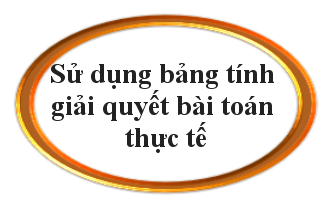 Sử dụng bảng tính
giải quyết bài toán
thực tế